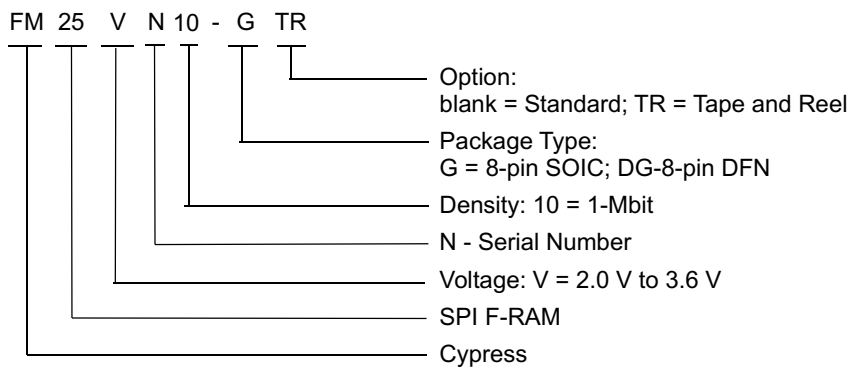 FM 25 V N 10 - G TR
Option:
blank = Standard; TR = Tape and Reel
Package Type:
G = 8-pin SOIC; DG-8-pin DFN
Density: 10 = 1-Mbit
N - Serial Number
Voltage: V = 2.0 V to 3.6 V
SPI F-RAM
Cypress